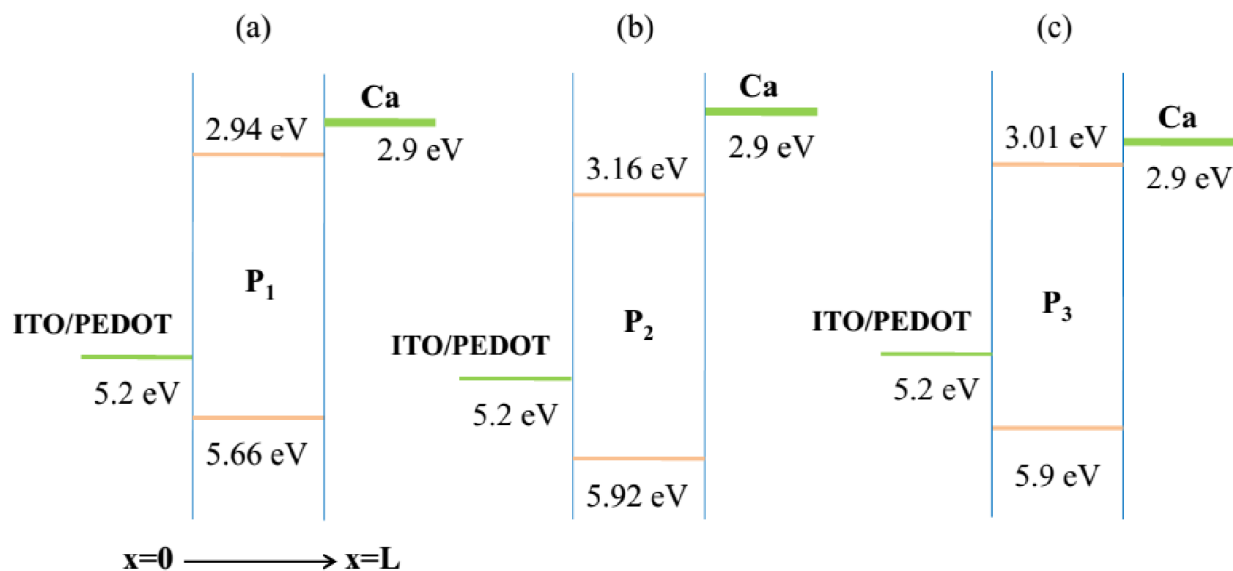 (a)
Ca
2.94 eV
2.9 eV
P1
ITO/PEDOT
5.2 eV
5.66 eV
x=0
x=L
(b)
Ca
2.9 eV
3.16 eV
P2
ITO/PEDOT
5.2 eV
5.92 eV
(c)
Ca
3.01 eV
2.9 eV
P3
ITO/PEDOT
5.2 eV
5.9 eV